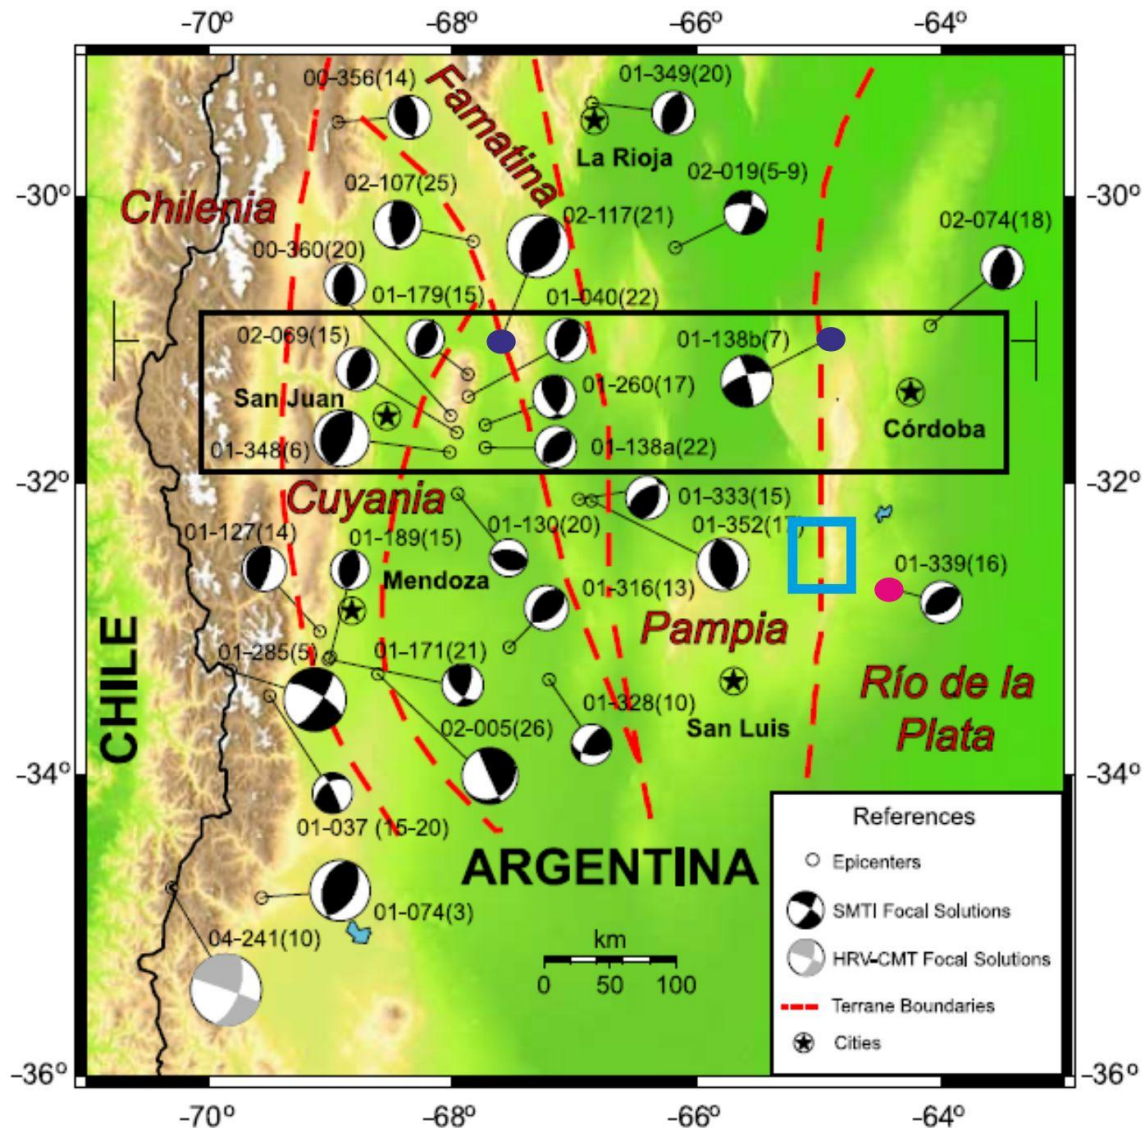 -70º
-68º
-66º
-64º
00-356(14)
Famatina
01-349(20)
La Rioja
-30º
-30º
Chilenia
02-107(25)
02-019(5-9)
02-117(21)
02-074(18)
00-360(20)
01-179(15)
01-040(22)
02-069(15)
01-138b(7)
San Juan
01-260(17)
Córdoba
01-348(6)
01-138a(22)
-32º
-32º
Cuyania
01-333(15)
01-127(14)
01-130(20)
01-352(17)
01-189(15)
Mendoza
01-316(13)
01-339(16)
Pampia
CHILE
01-285(5)
01-171(21)
01-328(10)
Río de la
Plata
02-005(26)
San Luis
-34º
-34º
01-037 (15-20)
ARGENTINA
01-074(3)
04-241(10)
km
0 50 100
References
Epicenters
SMTI Focal Solutions
HRV-CMT Focal Solutions
Terrane Boundaries
Cities
-36º
-36º
-70º
-68º
-66º
-64º